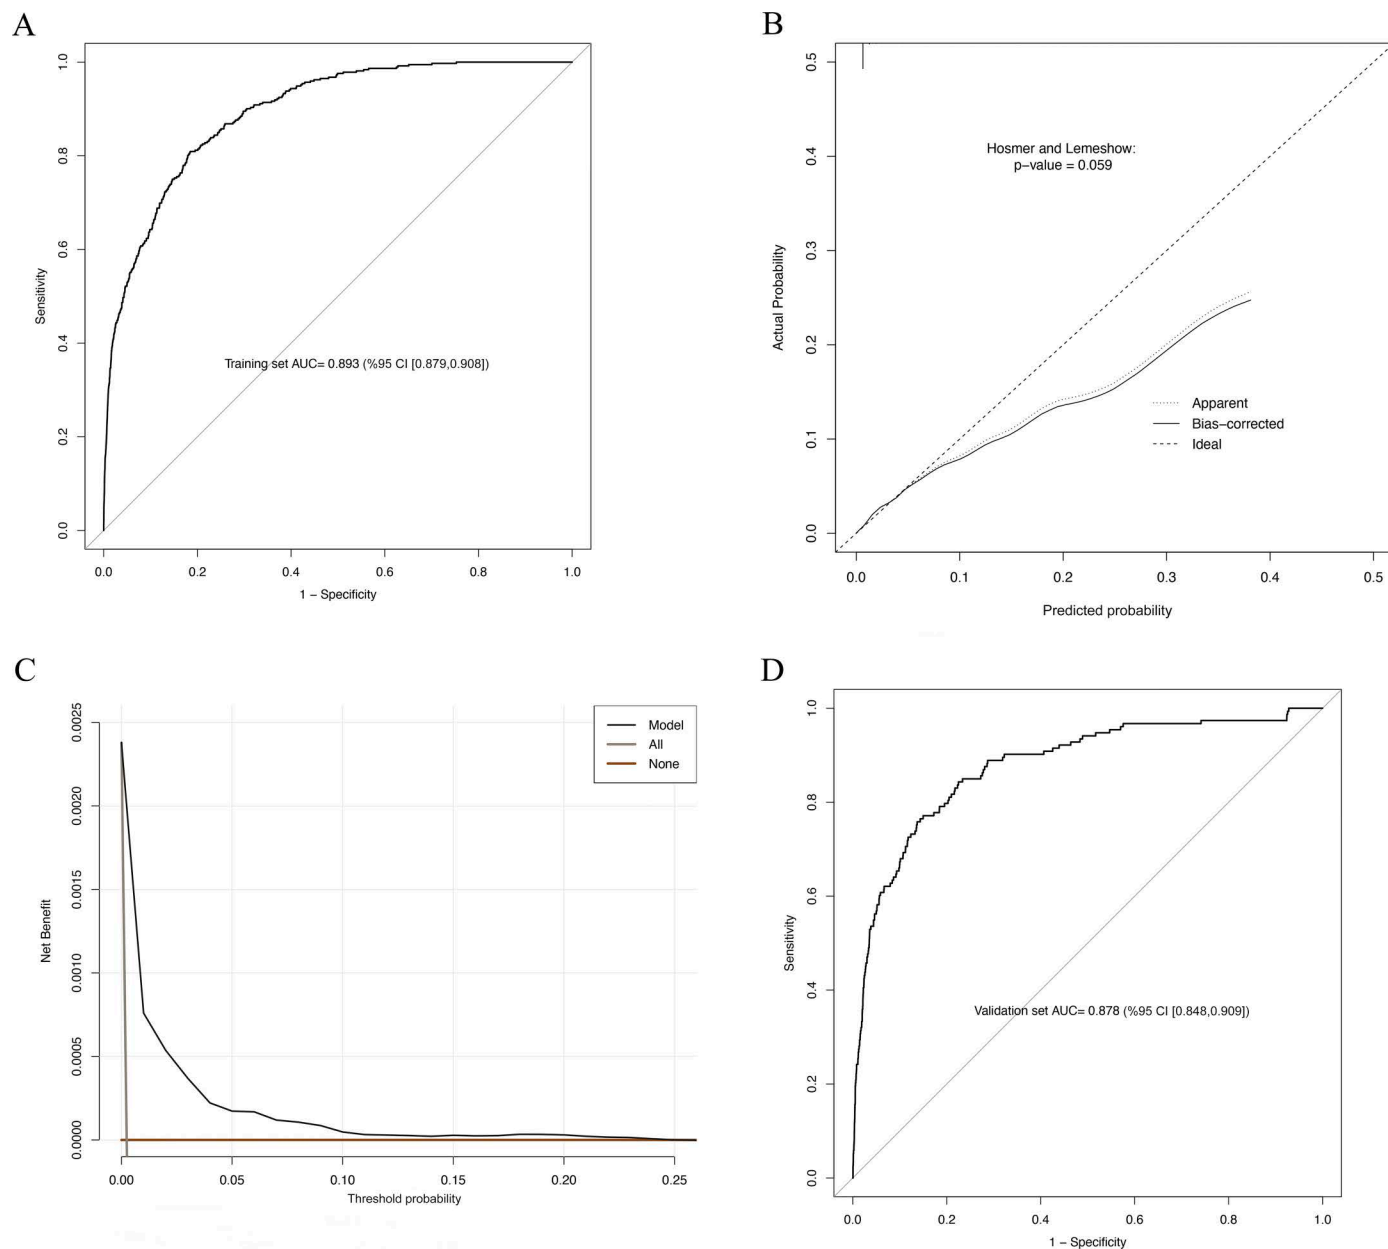 A
1.0
0.8
0.6
0.4
0.2
0.0
Sensitivity
Training set AUC= 0.893 (%95 CI [0.879,0.908])
0.0 0.2 0.4 0.6 0.8 1.0
1 − Specificity
B
0.5
0.4
0.3
0.2
0.1
0.0
Actual Probability
Hosmer and Lemeshow:
p−value = 0.059
Apparent
Bias−corrected
Ideal
0.0 0.1 0.2 0.3 0.4 0.5
Predicted probability
C
0.0025
0.0020
0.0015
0.0010
0.0005
0.0000
Net Benefit
Model
All
None
0.00 0.05 0.10 0.15 0.20 0.25
Threshold probability
D
1.0
0.8
0.6
0.4
0.2
0.0
Sensitivity
Validation set AUC= 0.878 (%95 CI [0.848,0.909])
0.0 0.2 0.4 0.6 0.8 1.0
1 − Specificity